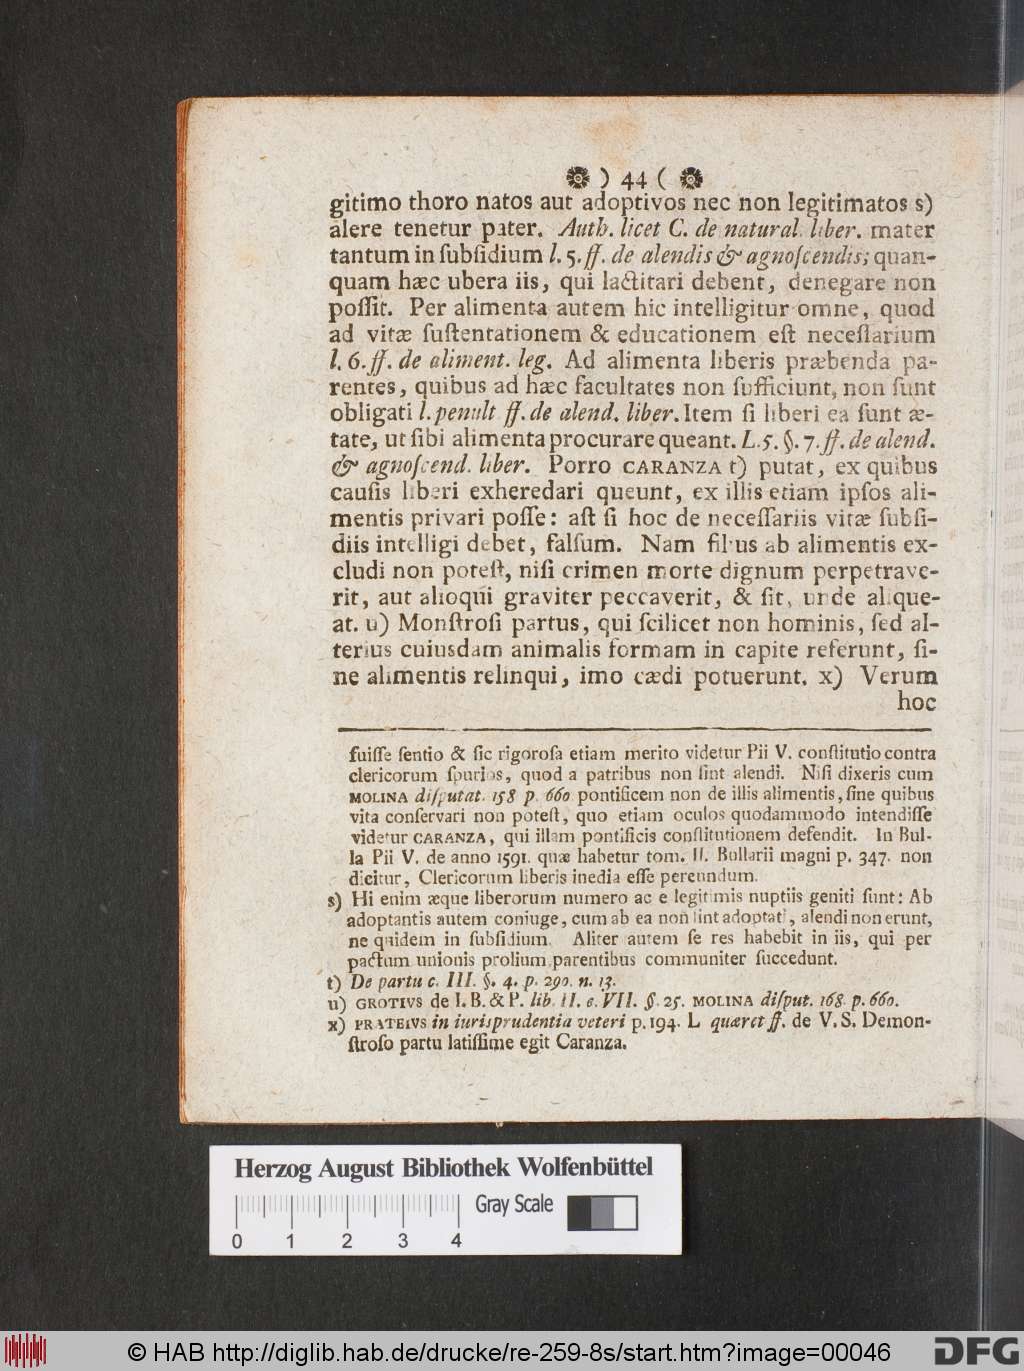 ) 44 (
gitimo thoro natos aut adoptivos nec non legitimatos s)
alere tenetur pater. Auth. licet C. de natural. liber. mater
tantum in ſubſidium l. 5. ff. de alendis & agnoſcendis; quan-
quam hæc ubera iis, qui lactitari debent, denegare non
poſſit. Per alimenta autem hic intelligitur omne, quod
ad vitæ ſuſtentationem & educationem eſt neceſſarium
l. 6. ff. de aliment. leg. Ad alimenta liberis præbenda pa-
rentes, quibus ad hæc facultates non ſufficiunt, non ſunt
obligati l. penult ff. de alend. liber. Item ſi liberi ea ſunt æ-
tate, ut ſibi alimenta procurare queant. L. 5. §. 7. ff. de alend.
& agnoſcend. liber. Porro CARANZA t) putat, ex quibus
cauſis liberi exheredari queunt, ex illis etiam ipſos ali-
mentis privari poſſe: aſt ſi hoc de neceſſariis vitæ ſubſi-
diis intelligi debet, falſum. Nam filius ab alimentis ex-
cludi non poteſt, niſi crimen morte dignum perpetrave-
rit, aut alioqui graviter peccaverit, & ſit, unde alique-
at. u) Monſtroſi partus, qui ſcilicet non hominis, ſed al-
terius cuiusdam animalis formam in capite referunt, ſi-
ne alimentis relinqui, imo cædi potuerunt. x) Verum
hoc
fuiſſe ſentio & ſic rigoroſa etiam merito videtur Pii V. conſtitutio contra
clericorum ſpurios, quod a patribus non ſint alendi. Niſi dixeris cum
MOLINA diſputat. 158 p. 660 pontificem non de illis alimentis, ſine quibus
vita conſervari non poteſt, quo etiam oculos quodammodo intendiſſe
videtur CARANZA, qui illam pontificis conſtitutionem defendit. In Bul-
la Pii V. de anno 1591. quæ habetur tom. II. Bullarii magni p. 347. non
dicitur, Clericorum liberis inedia eſſe pereundum.
s) Hi enim æque liberorum numero ac e legitimis nuptiis geniti ſunt: Ab
adoptantis autem coniuge, cum ab ea non ſint adoptati, alendi non erunt,
ne quidem in ſubſidium. Aliter autem ſe res habebit in iis, qui per
pactum unionis prolium parentibus communiter ſuccedunt.
t) De partu c. III. §. 4. p. 290. n. 13.
u) GROTIVS de I. B. & P. lib. II. c. VII. §. 25. MOLINA diſput. 168. p. 660.
x) PRATEIVS in iurisprudentia veteri p. 194. L quæret ff. de V. S. Demon-
ſtroſo partu latiſſime egit Caranza.
Herzog August Bibliothek Wolfenbüttel
Gray Scale
0 1 2 3 4
© HAB http://diglib.hab.de/drucke/re-259-8s/start.htm?image=00046
DFG